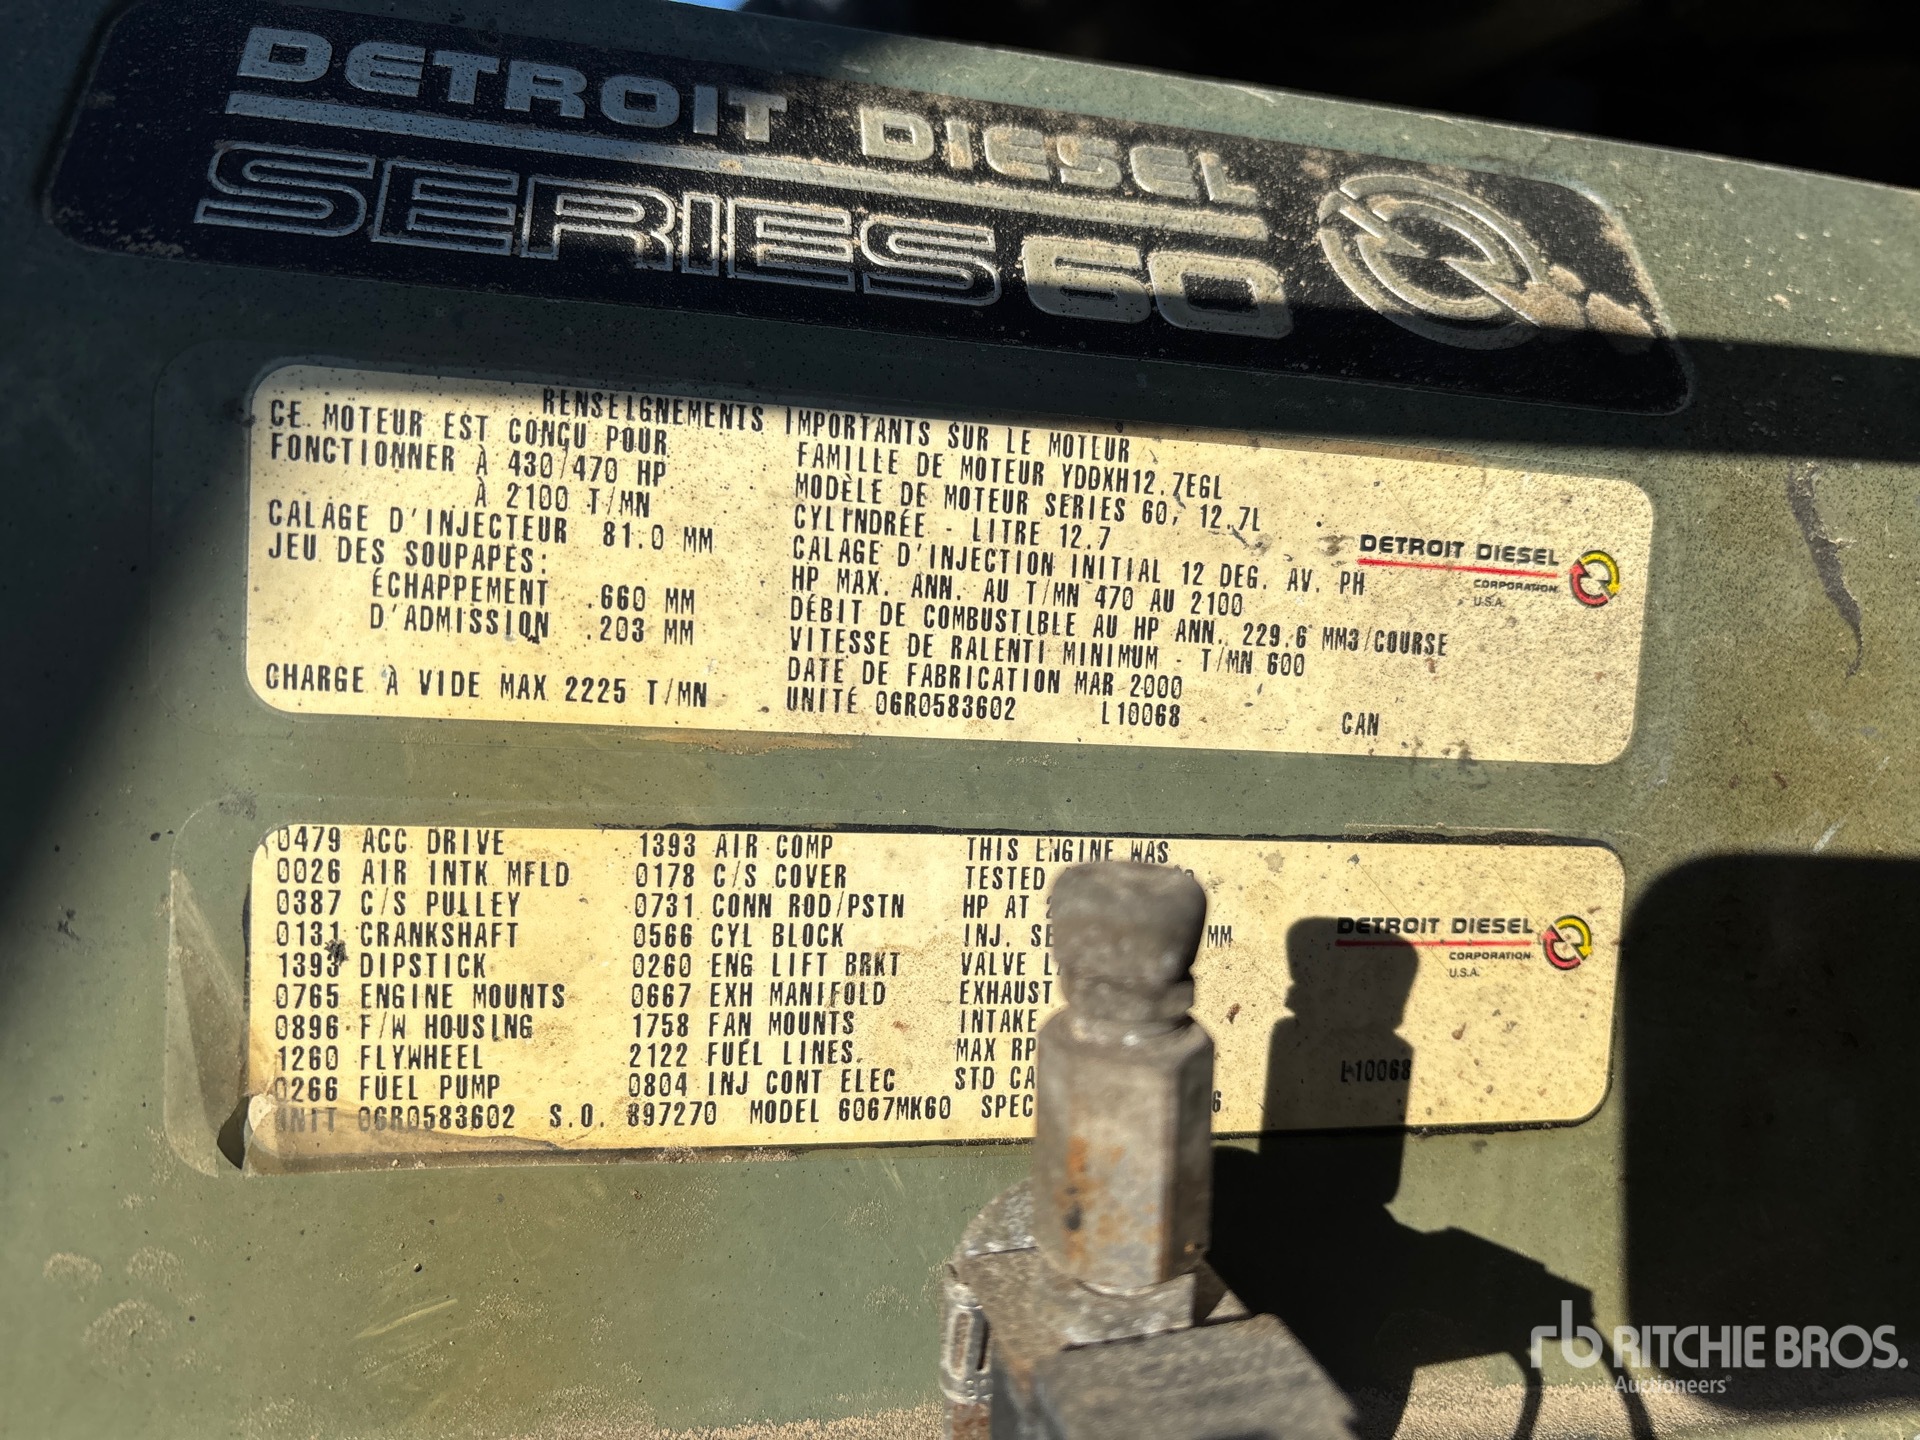 DETROIT DIESEL
SERIES 60
RENSEIGNEMENTS IMPORTANTS SUR LE MOTEUR
CE MOTEUR EST CONÇU POUR
FONCTIONNER À 430/470 HP
À 2100 T/MN
CALAGE D'INJECTEUR 81.0 MM
JEU DES SOUPAPES:
ÉCHAPPEMENT .660 MM
D'ADMISSION .203 MM
CHARGE À VIDE MAX 2225 T/MN
FAMILLE DE MOTEUR YDDXH12.7EGL
MODÈLE DE MOTEUR SERIES 60, 12.7L
CYLINDRÉE - LITRE 12.7
CALAGE D'INJECTION INITIAL 12 DEG. AV. PH
HP MAX. ANN. AU T/MN 470 AU 2100
DÉBIT DE COMBUSTIBLE AU HP ANN. 229.6 MM3/COURSE
VITESSE DE RALENTI MINIMUM - T/MN 600
DATE DE FABRICATION MAR 2000
UNITÉ 06R0583602 L10068 CAN
DETROIT DIESEL
CORPORATION
U.S.A.
0479 ACC DRIVE 1393 AIR COMP THIS ENGINE WAS
0026 AIR INTK MFLD 0178 C/S COVER TESTED
0387 C/S PULLEY 0731 CONN ROD/PSTN HP AT
0131 CRANKSHAFT 0566 CYL BLOCK INJ. MM
1393 DIPSTICK 0260 ENG LIFT BRKT VALVE
0765 ENGINE MOUNTS 0667 EXH MANIFOLD EXHAUST
0896 F/W HOUSING 1758 FAN MOUNTS INTAKE
1260 FLYWHEEL 2122 FUEL LINES MAX
0266 FUEL PUMP 0804 INJ CONT ELEC STD L10068
UNIT 06R0583602 S.O. 897270 MODEL 6067MK60 SPEC
DETROIT DIESEL
CORPORATION
U.S.A.
rb RITCHIE BROS.
Auctioneers